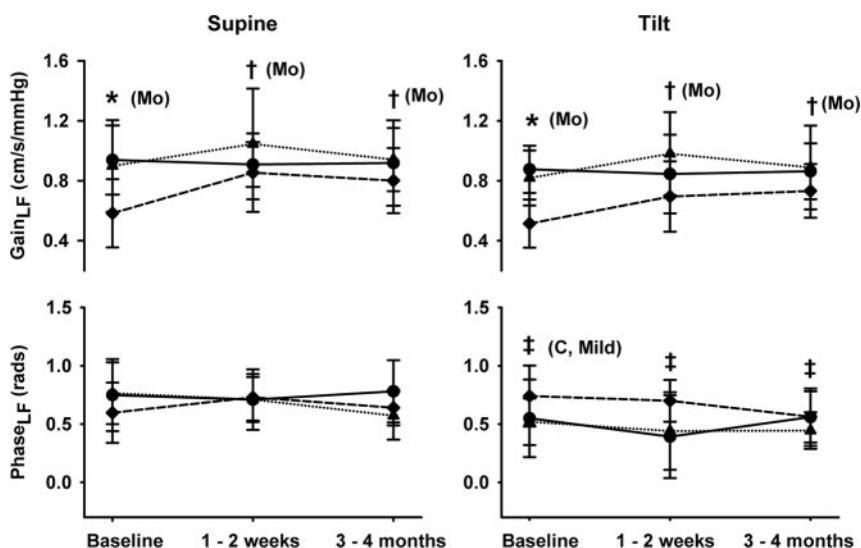 Supine
Tilt
Gain_LF (cm/s/mmHg)
1.6
1.2
0.8
0.4
* (Mo)
† (Mo)
† (Mo)
1.6
1.2
0.8
0.4
* (Mo)
† (Mo)
† (Mo)
Phase_LF (rads)
1.5
1.0
0.5
0.0
Baseline
1 - 2 weeks
3 - 4 months
1.5
1.0
0.5
0.0
‡ (C, Mild)
‡
‡
Baseline
1 - 2 weeks
3 - 4 months